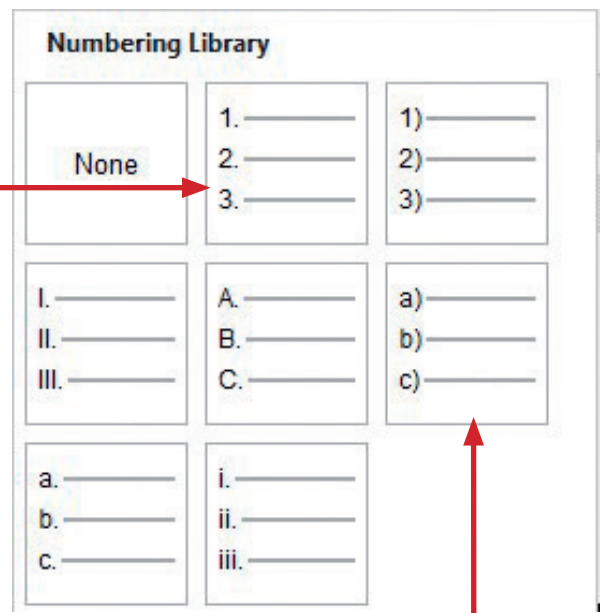 Numbering Library
None
1.
2.
3.
1)
2)
3)
I.
II.
III.
A.
B.
C.
a)
b)
c)
a.
b.
c.
i.
ii.
iii.